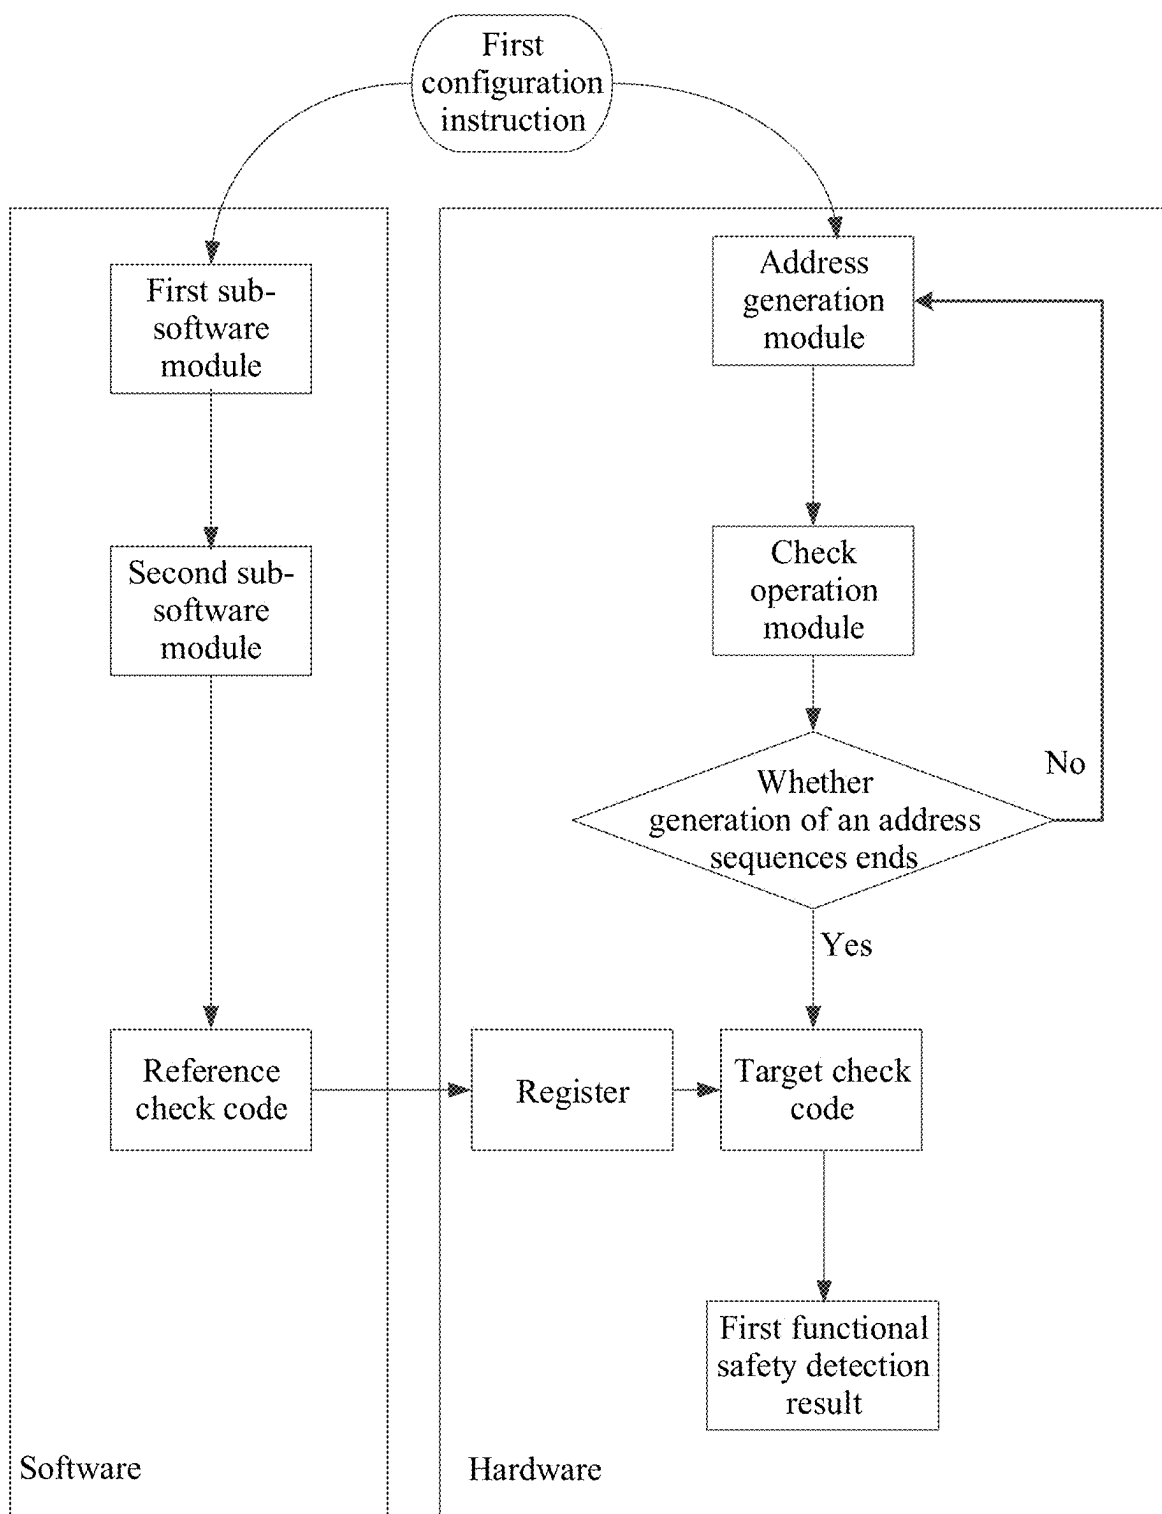 First
configuration
instruction
First sub-
software
module
Second sub-
software
module
Reference
check code
Software
Address
generation
module
Check
operation
module
Whether
generation of an address
sequences ends
No
Yes
Register
Target check
code
First functional
safety detection
result
Hardware